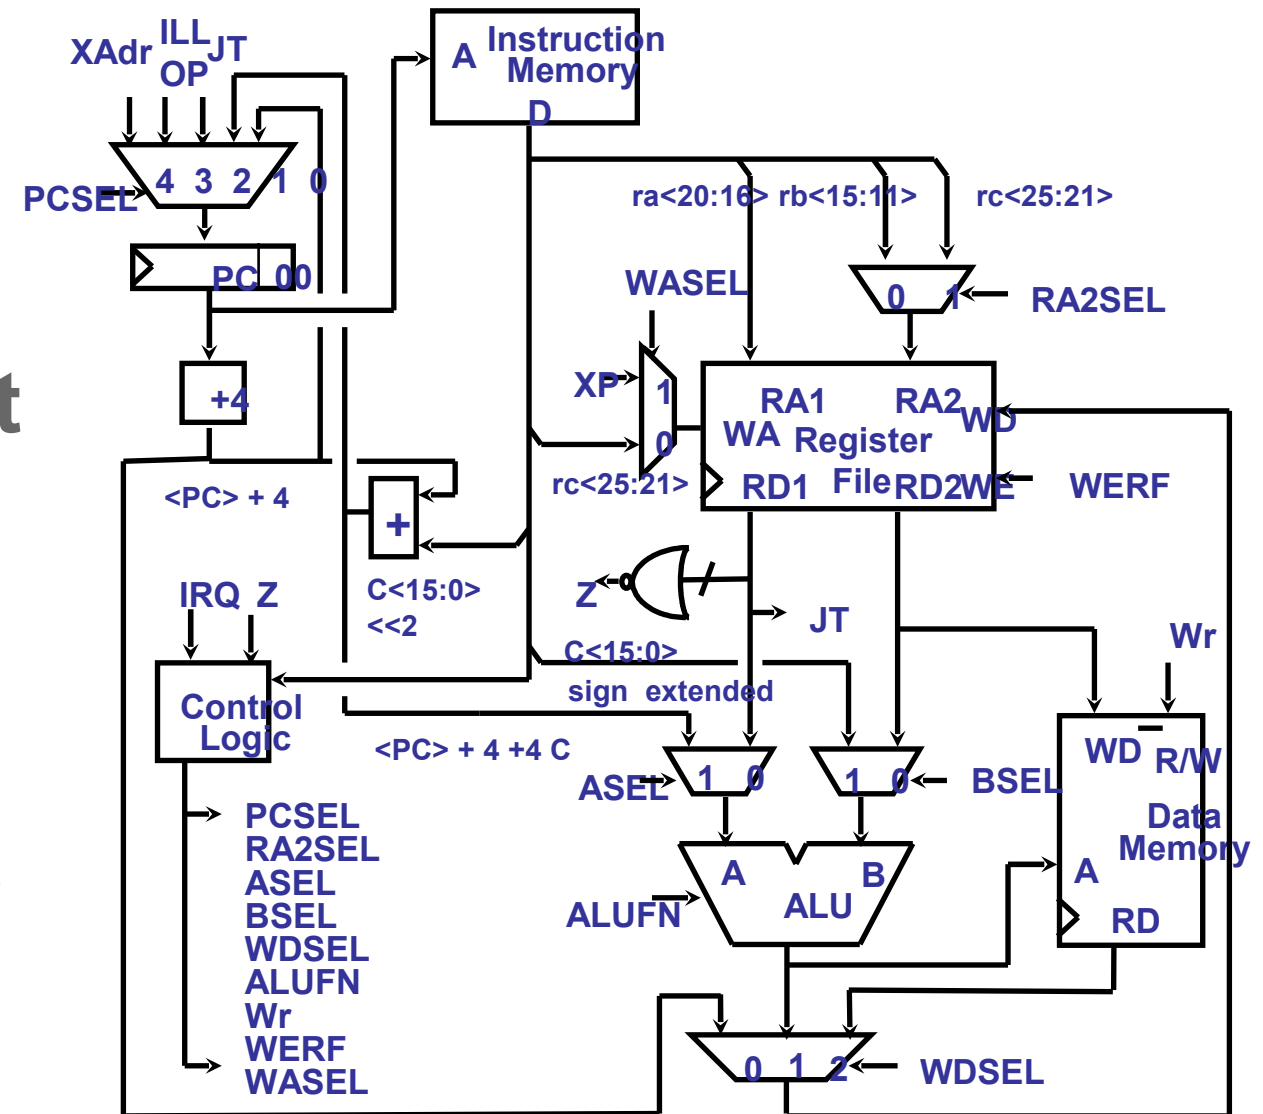 XAdr
ILL
OP
JT
PCSEL
4 3 2 1 0
PC 00
+4
<PC> + 4
A
Instruction
Memory
D
ra<20:16>
rb<15:11>
rc<25:21>
0 1
RA2SEL
WASEL
XP
1
0
rc<25:21>
RA1
RA2
WD
WA
Register
File
RD1
RD2
WE
WERF
+
C<15:0>
<<2
Z
JT
IRQ Z
Control
Logic
C<15:0>
sign extended
<PC> + 4 +4 C
ASEL
1 0
1 0
BSEL
Wr
WD
R/W
Data
Memory
A
RD
A
B
ALU
ALUFN
PCSEL
RA2SEL
ASEL
BSEL
WDSEL
ALUFN
Wr
WERF
WASEL
0 1 2
WDSEL
t